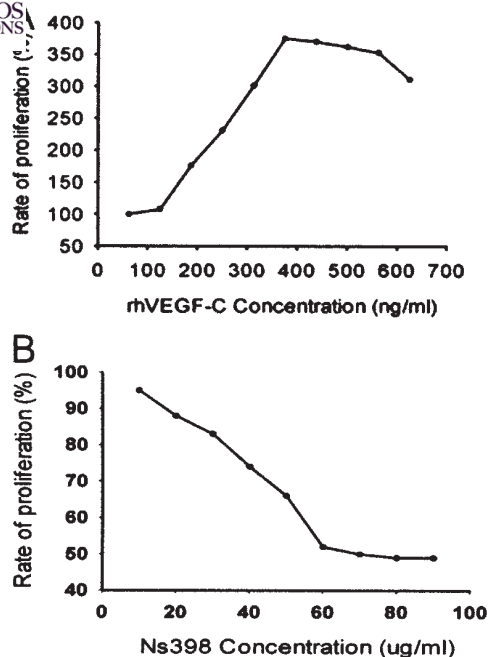 OS
NS
A
400
350
300
250
200
150
100
50
Rate of proliferation (%)
0 100 200 300 400 500 600 700
rhVEGF-C Concentration (ng/ml)
B
100
90
80
70
60
50
40
Rate of proliferation (%)
0 20 40 60 80 100
Ns398 Concentration (ug/ml)